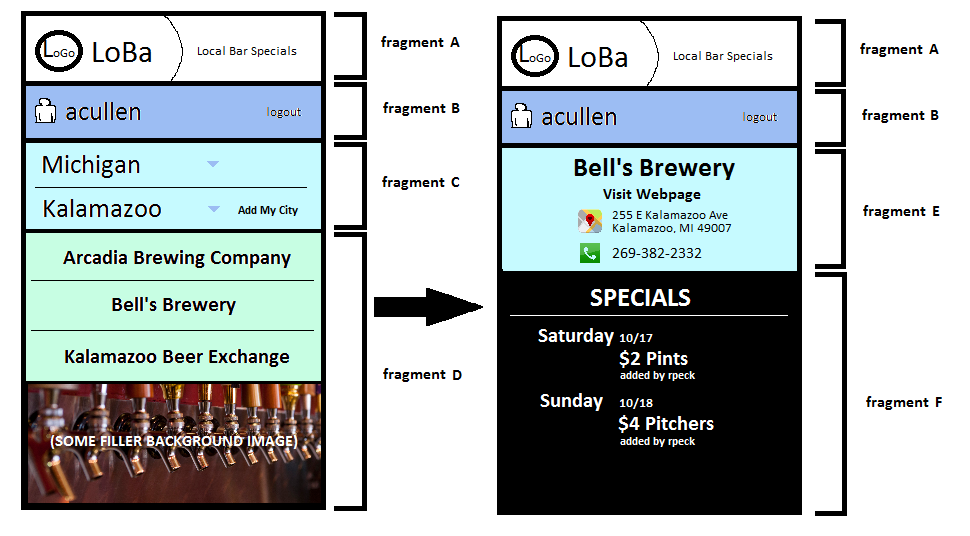 LoGo LoBa Local Bar Specials
fragment A
acullen logout
fragment B
Michigan
Kalamazoo Add My City
fragment C
Arcadia Brewing Company
Bell's Brewery
Kalamazoo Beer Exchange
fragment D
(SOME FILLER BACKGROUND IMAGE)
LoGo LoBa Local Bar Specials
fragment A
acullen logout
fragment B
Bell's Brewery
Visit Webpage
255 E Kalamazoo Ave
Kalamazoo, MI 49007
269-382-2332
fragment E
SPECIALS
Saturday 10/17
$2 Pints
added by rpeck
Sunday 10/18
$4 Pitchers
added by rpeck
fragment F